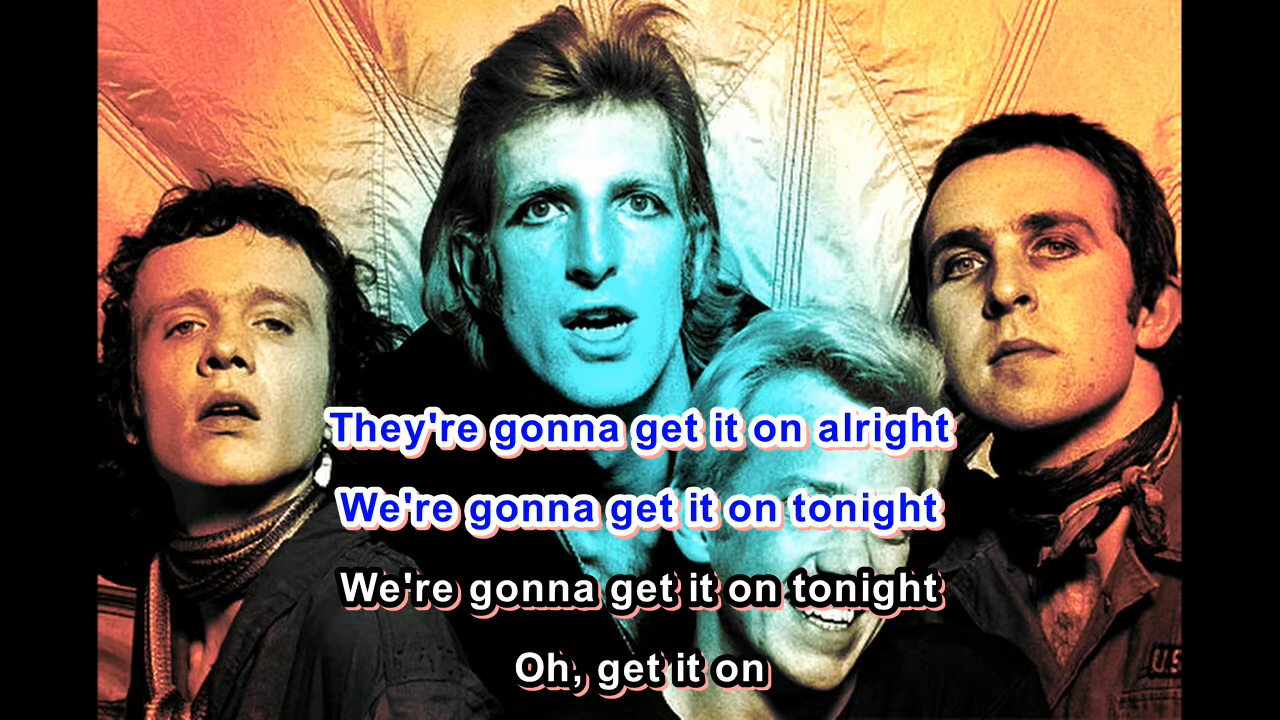 They're gonna get it on alright
We're gonna get it on tonight
We're gonna get it on tonight
Oh, get it on
U.S